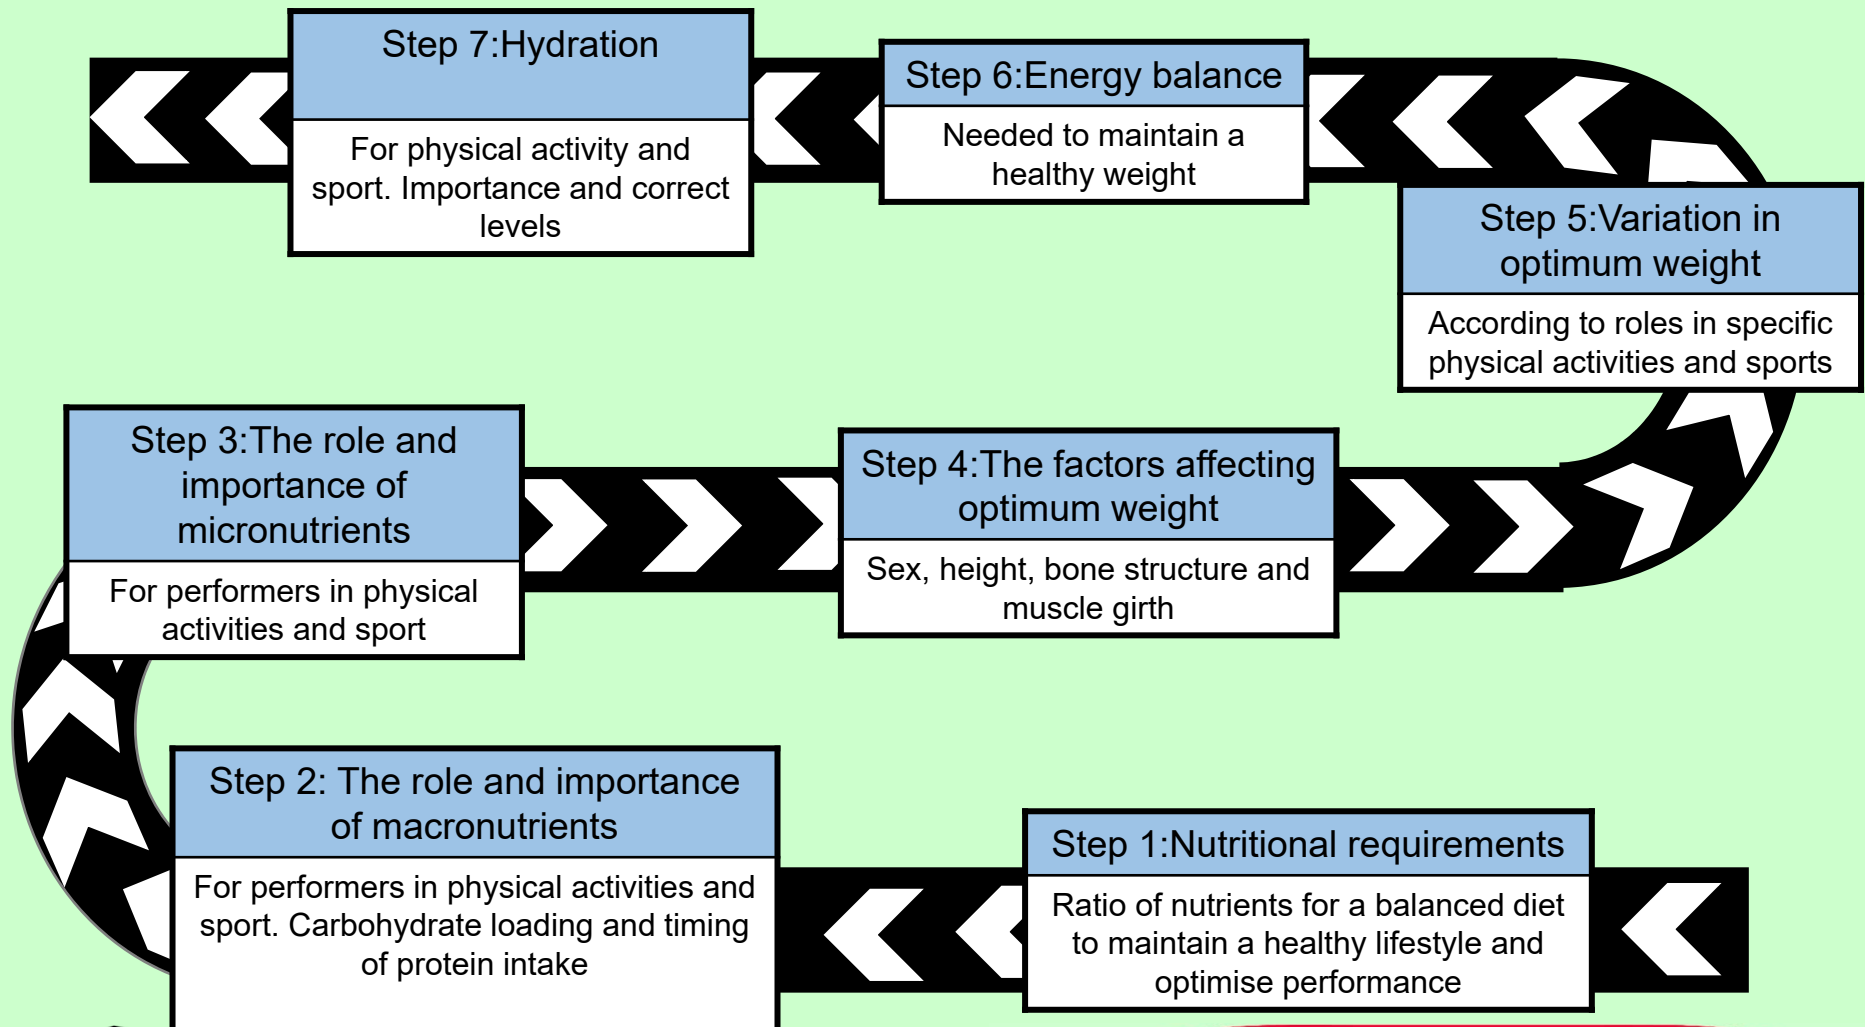 Step 7:Hydration
For physical activity and
sport. Importance and correct
levels
Step 6:Energy balance
Needed to maintain a
healthy weight
Step 5:Variation in
optimum weight
According to roles in specific
physical activities and sports
Step 3:The role and
importance of
micronutrients
For performers in physical
activities and sport
Step 4:The factors affecting
optimum weight
Sex, height, bone structure and
muscle girth
Step 2: The role and importance
of macronutrients
For performers in physical activities and
sport. Carbohydrate loading and timing
of protein intake
Step 1:Nutritional requirements
Ratio of nutrients for a balanced diet
to maintain a healthy lifestyle and
optimise performance